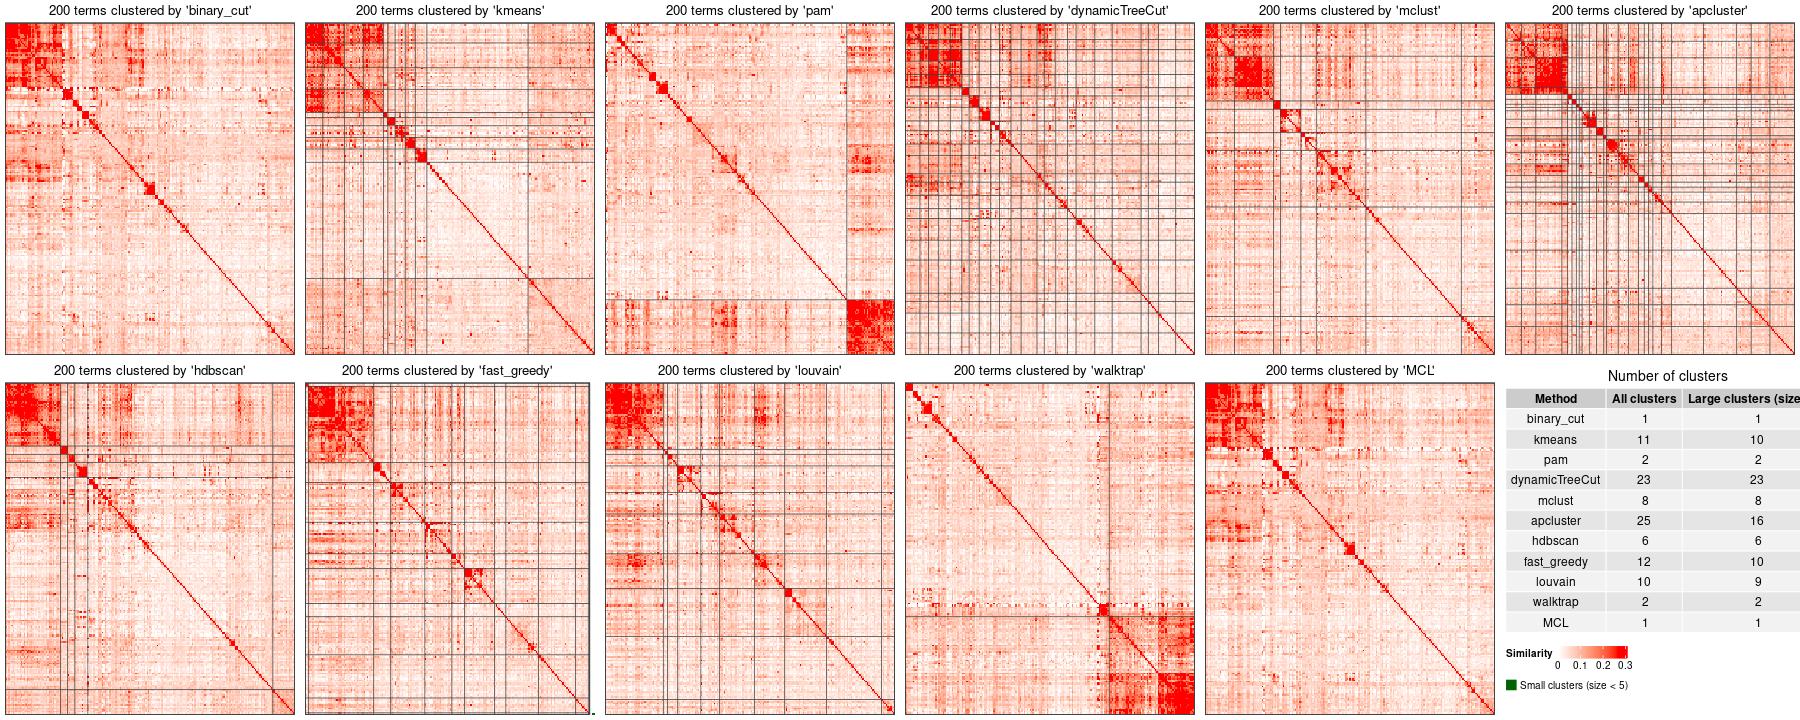 200 terms clustered by 'binary_cut'
200 terms clustered by 'kmeans'
200 terms clustered by 'pam'
200 terms clustered by 'dynamicTreeCut'
200 terms clustered by 'mclust'
200 terms clustered by 'apcluster'
200 terms clustered by 'hdbscan'
200 terms clustered by 'fast_greedy'
200 terms clustered by 'louvain'
200 terms clustered by 'walktrap'
200 terms clustered by 'MCL'
Number of clusters
Method All clusters Large clusters (size
binary_cut 1 1
kmeans 11 10
pam 2 2
dynamicTreeCut 23 23
mclust 8 8
apcluster 25 16
hdbscan 6 6
fast_greedy 12 10
louvain 10 9
walktrap 2 2
MCL 1 1
Similarity
0 0.1 0.2 0.3
Small clusters (size < 5)